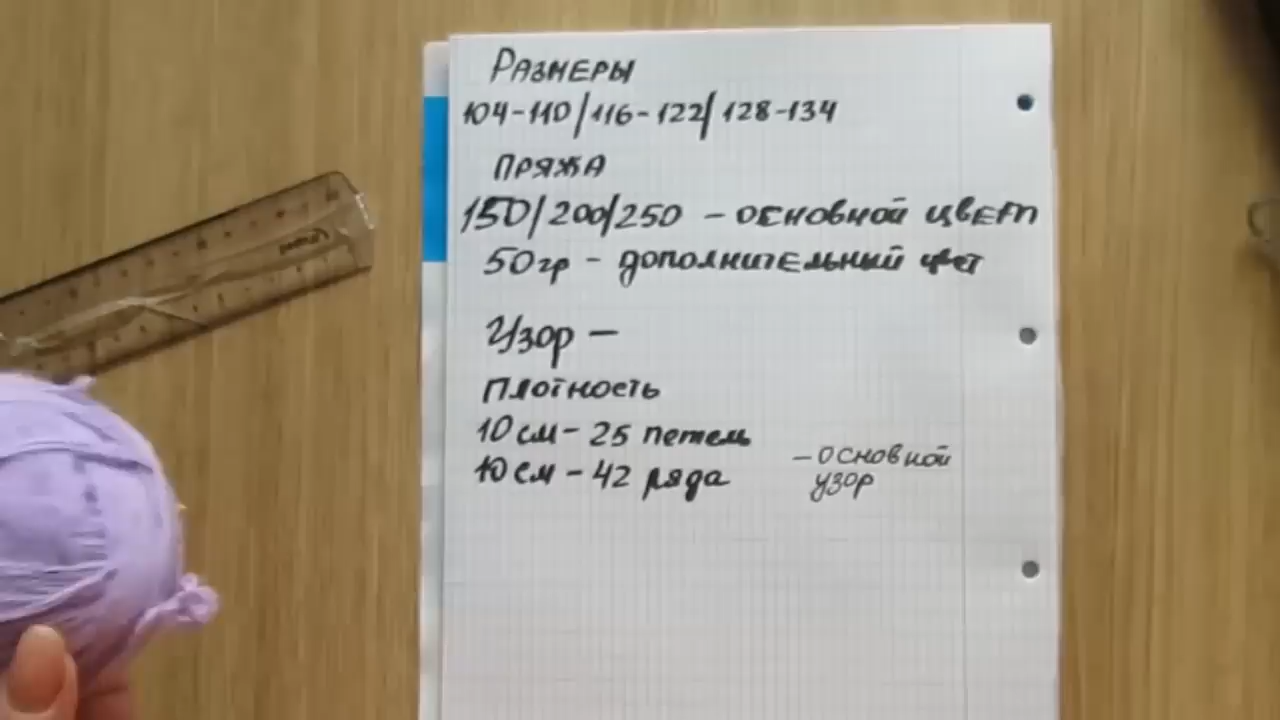 Размеры
104-110/116-122/128-134
Пряжа
150/200/250 - основной цвет
50гр - дополнительный цвет
Узор -
Плотность
10 см - 25 петель
10 см - 42 ряда
- основной
узор